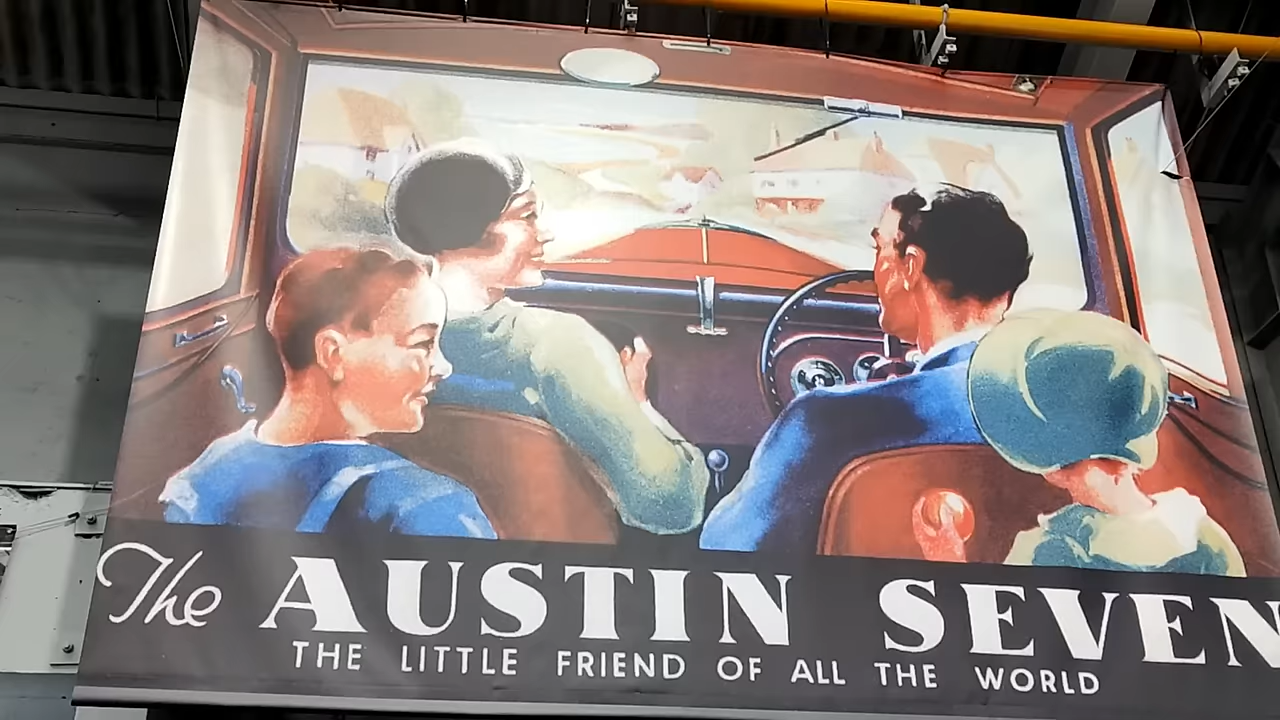 The AUSTIN SEVEN
THE LITTLE FRIEND OF ALL THE WORLD